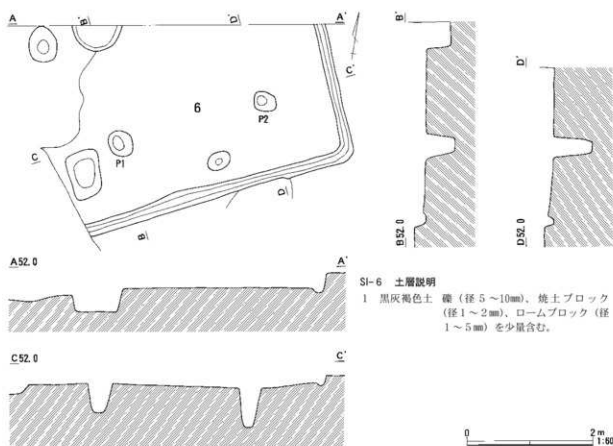 A
B'
D'
A'
C'
6
P1
P2
C
D
B
A52.0
A'
C52.0
C'
B'
B52.0
D'
D52.0
SI-6 土層説明
1 黒灰褐色土 礫（径5～10㎜）、焼土ブロック
（径1～2㎜）、ロームブロック（径
1～5㎜）を少量含む。
0 2m
1:60